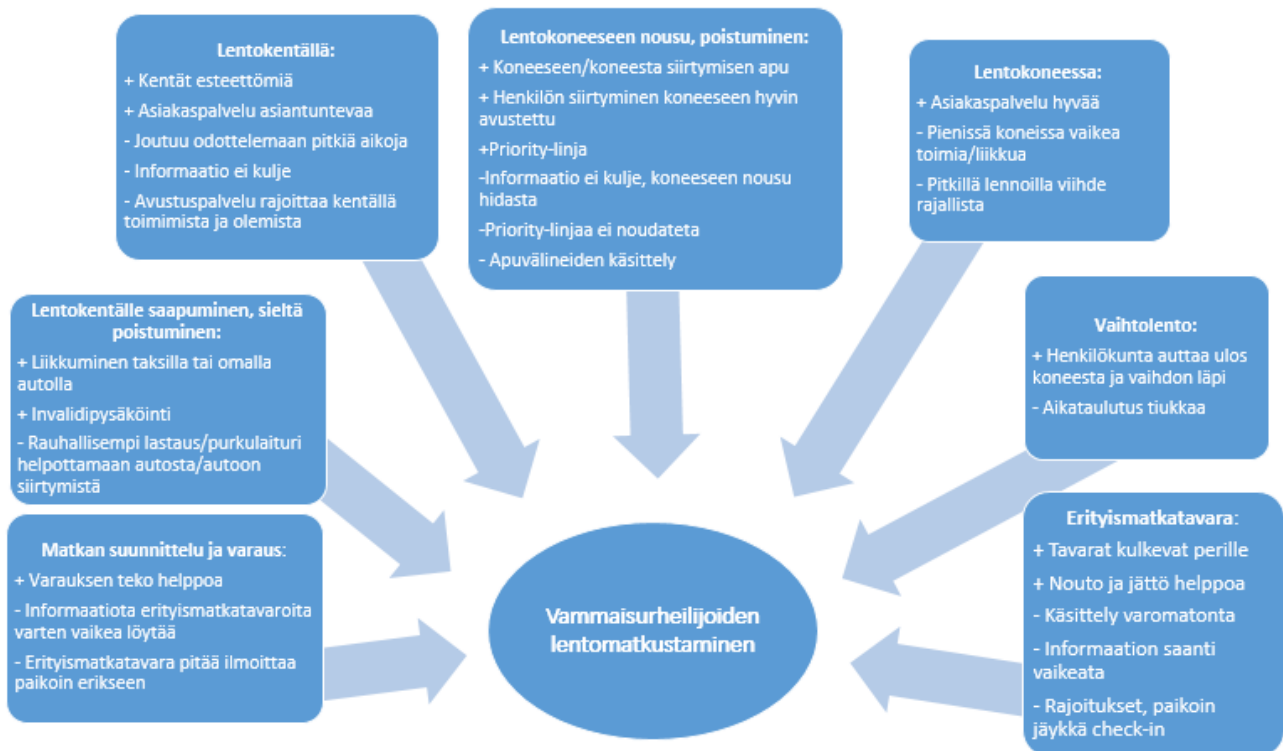 Lentokentällä:
+ Kentät esteettömiä
+ Asiakaspalvelu asiantuntevaa
- Joutuu odottelemaan pitkiä aikoja
- Informaatio ei kulje
- Avustuspalvelu rajoittaa kentällä
toimimista ja olemista
Lentokoneeseen nousu, poistuminen:
+ Koneeseen/koneesta siirtymisen apu
+ Henkilön siirtyminen koneeseen hyvin
avustettu
+Priority-linja
-Informaatio ei kulje, koneeseen nousu
hidasta
-Priority-linjaa ei noudateta
- Apuvälineiden käsittely
Lentokoneessa:
+ Asiakaspalvelu hyvää
- Pienissä koneissa vaikea
toimia/liikkua
- Pitkillä lennoilla viihde
rajallista
Lentokentälle saapuminen, sieltä
poistuminen:
+ Liikkuminen taksilla tai omalla
autolla
+ Invalidipysäköinti
- Rauhallisempi lastaus/purkulaituri
helpottamaan autosta/autoon
siirtymistä
Vaihtolento:
+ Henkilökunta auttaa ulos
koneesta ja vaihdon läpi
- Aikataulutus tiukkaa
Matkan suunnittelu ja varaus:
+ Varauksen teko helppoa
- Informaatiota erityismatkatavaroita
varten vaikea löytää
- Erityismatkatavara pitää ilmoittaa
paikoin erikseen
Vammaisurheilijoiden
lentomatkustaminen
Erityismatkatavara:
+ Tavarat kulkevat perille
+ Nouto ja jättö helppoa
- Käsittely varomatonta
- Informaation saanti
vaikeata
- Rajoitukset, paikoin
jäykkä check-in